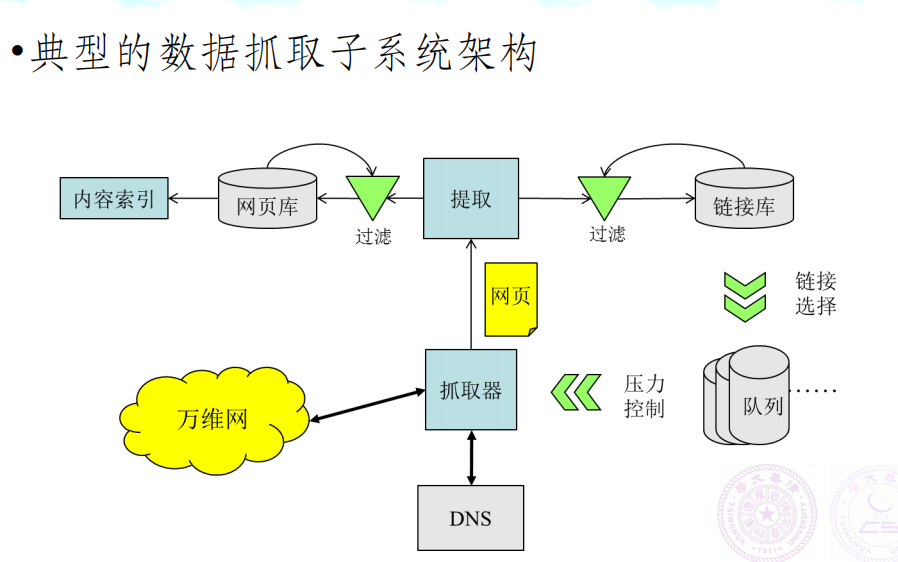 •典型的数据抓取子系统架构
内容索引
网页库
过滤
提取
过滤
链接库
网页
链接
选择
万维网
抓取器
压力
控制
队列
······
DNS
TSINGHUA UNIVERSITY
~1911~